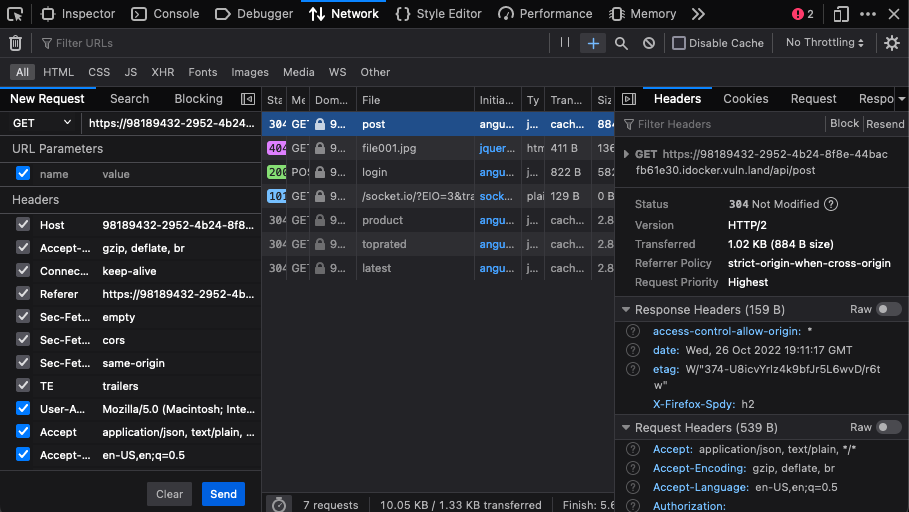 Inspector Console Debugger Network Style Editor Performance Memory 2
Filter URLs Disable Cache No Throttling
All HTML CSS JS XHR Fonts Images Media WS Other
New Request Search Blocking
GET https://98189432-2952-4b24...
URL Parameters
name value
Headers
Host 98189432-2952-4b24-8f8...
Accept-... gzip, deflate, br
Connec... keep-alive
Referer https://98189432-2952-4b...
Sec-Fet... empty
Sec-Fet... cors
Sec-Fet... same-origin
TE trailers
User-A... Mozilla/5.0 (Macintosh; Inte...
Accept application/json, text/plain, ...
Accept-... en-US,en;q=0.5
Clear Send
Sta Me Dom... File Initia... Ty Tran... Siz
304 GET 9... post angu... j... cach... 884
404 GET 9... file001.jpg jquer... htm 411 B 136
200 POS 9... login angu... j... 822 B 582
101 GET 9... /socket.io/?EIO=3&tra sock... plai 129 B 0 B
304 GET 9... product angu... j... cach... 2.8
304 GET 9... toprated angu... j... cach... 2.8
304 GET 9... latest angu... j... cach... 2.8
7 requests 10.05 KB / 1.33 KB transferred Finish: 5.6
Headers Cookies Request Respo
Filter Headers Block Resend
GET https://98189432-2952-4b24-8f8e-44bac
fb61e30.idocker.vuln.land/api/post
Status 304 Not Modified ?
Version HTTP/2
Transferred 1.02 KB (884 B size)
Referrer Policy strict-origin-when-cross-origin
Request Priority Highest
Response Headers (159 B) Raw
? access-control-allow-origin: *
? date: Wed, 26 Oct 2022 19:11:17 GMT
? etag: W/"374-U8icvYrlz4k9bfJr5L6wvD/r6t
w"
X-Firefox-Spdy: h2
Request Headers (539 B) Raw
? Accept: application/json, text/plain, */*
? Accept-Encoding: gzip, deflate, br
? Accept-Language: en-US,en;q=0.5
? Authorization: